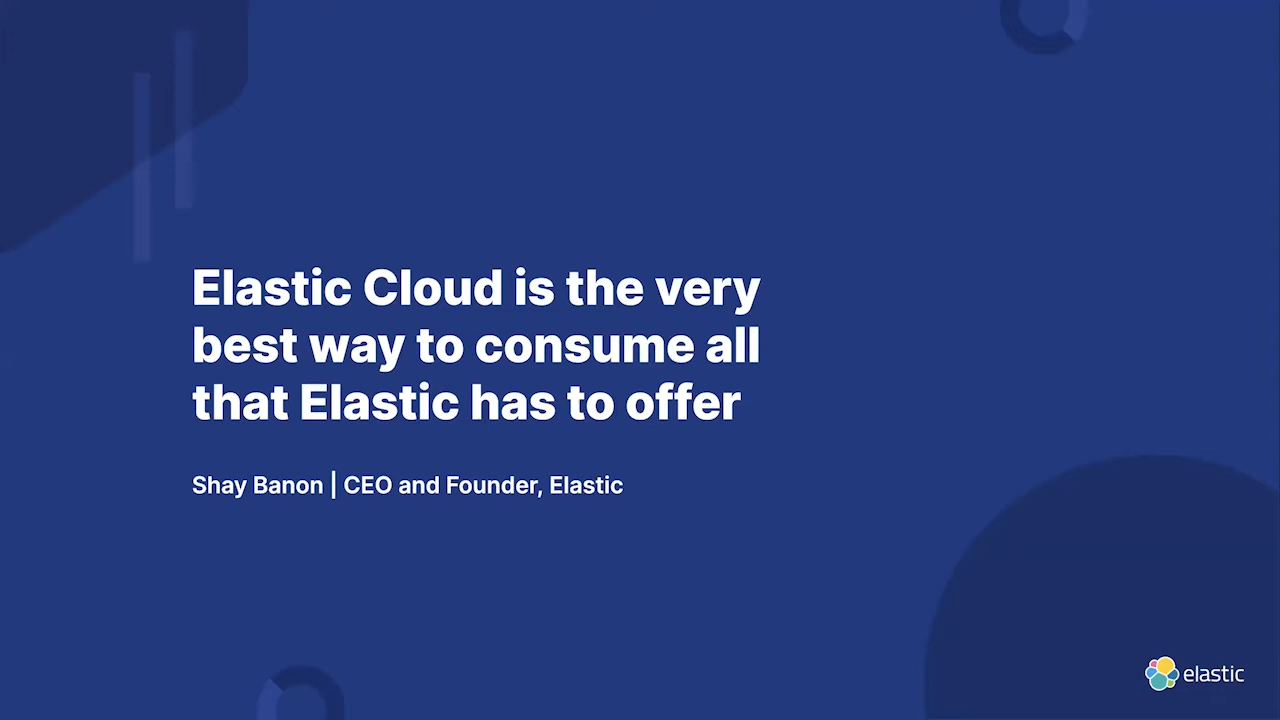 Elastic Cloud is the very
best way to consume all
that Elastic has to offer
Shay Banon | CEO and Founder, Elastic
elastic